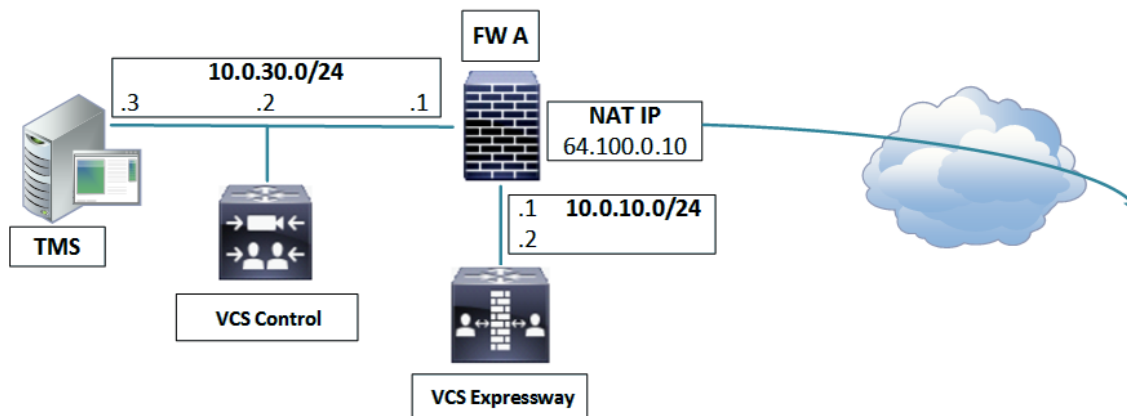 FW A
10.0.30.0/24
.3 .2 .1
NAT IP
64.100.0.10
.1 10.0.10.0/24
.2
TMS
VCS Control
VCS Expressway